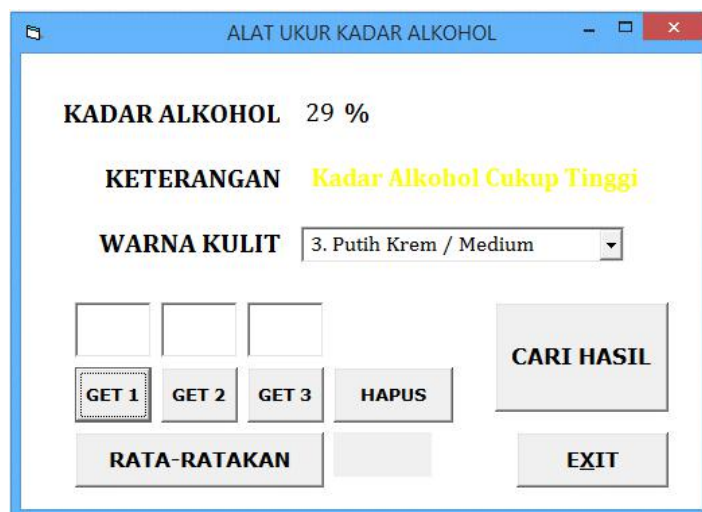 ALAT UKUR KADAR ALKOHOL
KADAR ALKOHOL 29 %
KETERANGAN Kadar Alkohol Cukup Tinggi
WARNA KULIT 3. Putih Krem / Medium
CARI HASIL
GET 1 GET 2 GET 3 HAPUS
RATA-RATAKAN EXIT